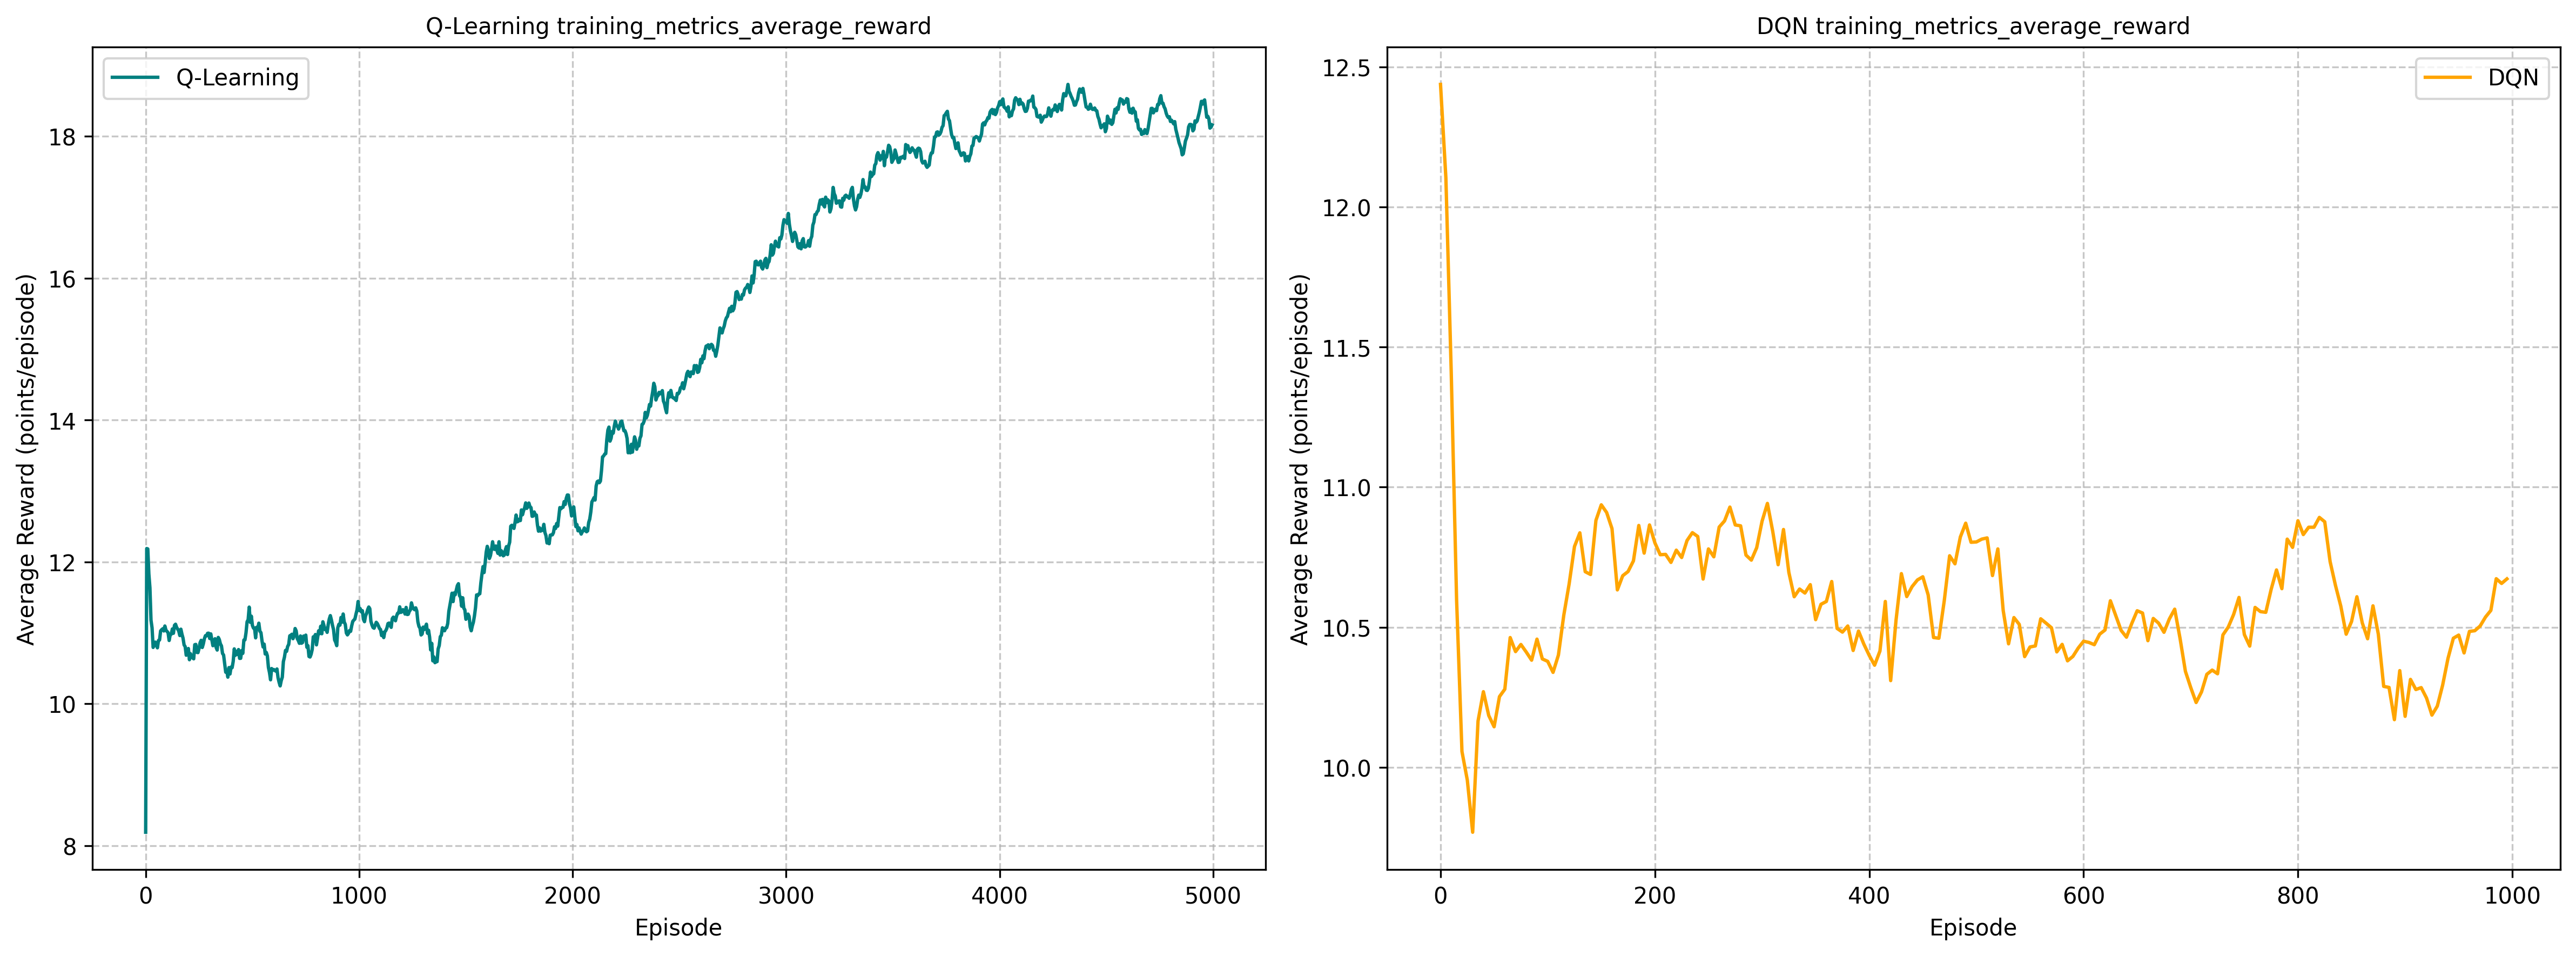 Q-Learning training_metrics_average_reward
Q-Learning
Average Reward (points/episode)
18
16
14
12
10
8
0 1000 2000 3000 4000 5000
Episode
DQN training_metrics_average_reward
DQN
Average Reward (points/episode)
12.5
12.0
11.5
11.0
10.5
10.0
0 200 400 600 800 1000
Episode